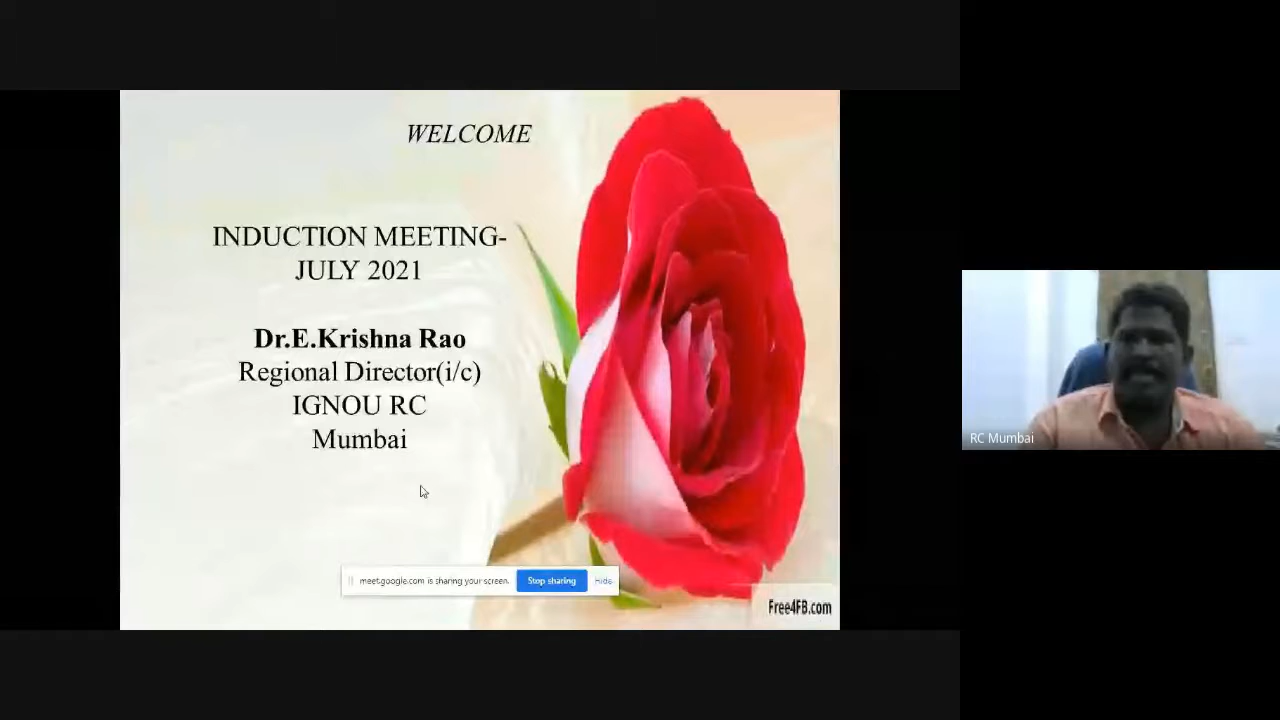 WELCOME
INDUCTION MEETING-
JULY 2021
Dr.E.Krishna Rao
Regional Director(i/c)
IGNOU RC
Mumbai
meet.google.com is sharing your screen.
Stop sharing
Hide
Free4FB.com
RC Mumbai